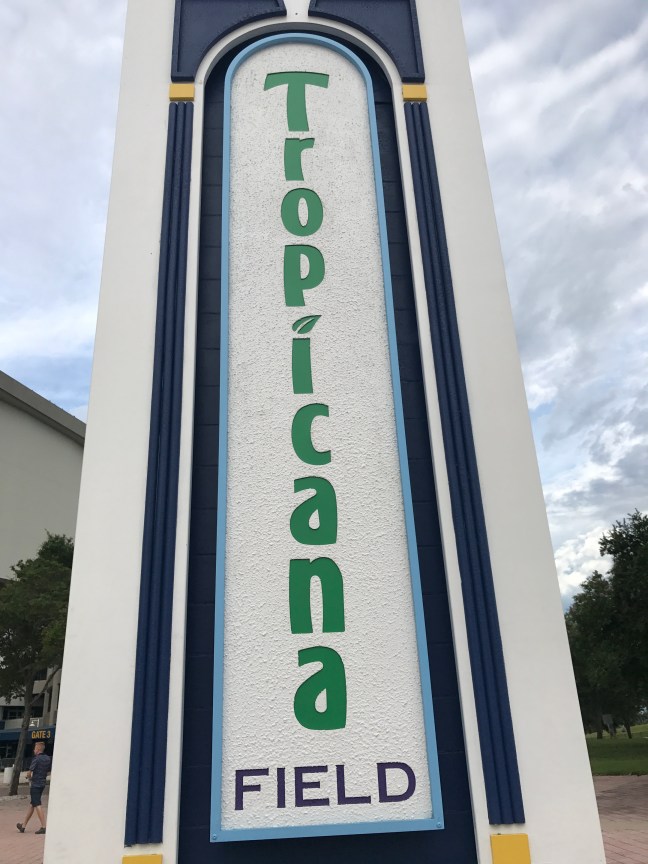 Tropicana
FIELD
GATE 3